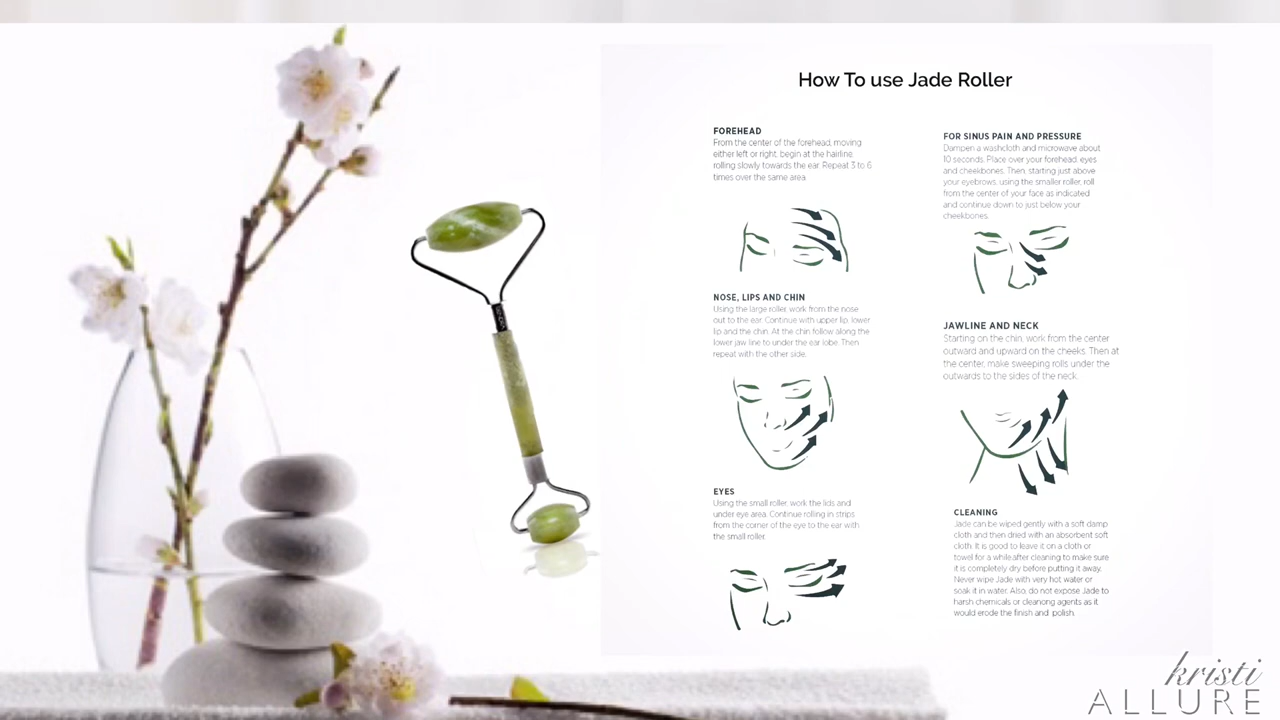 How To use Jade Roller
FOREHEAD
From the center of the forehead, moving
either left or right, begin at the hairline,
rolling slowly towards the ear. Repeat 3 to 6
times over the same area.
NOSE, LIPS AND CHIN
Using the large roller, work from the nose
out to the ear. Continue with upper lip, lower
lip and the chin. At the chin follow along the
lower jaw line to under the ear lobe. Then
repeat with the other side.
EYES
Using the small roller, work the lids and
under eye area. Continue rolling in strips
from the corner of the eye to the ear with
the small roller.
FOR SINUS PAIN AND PRESSURE
Dampen a washcloth and microwave about
10 seconds. Place over your forehead, eyes
and cheekbones. Then, starting just above
your eyebrows, using the smaller roller, roll
from the center of your face as indicated
and continue down to just below your
cheekbones.
JAWLINE AND NECK
Starting on the chin, work from the center
outward and upward on the cheeks. Then at
the center, make sweeping rolls under the
outwards to the sides of the neck.
CLEANING
Jade can be wiped gently with a soft damp
cloth and then dried with an absorbent soft
cloth. It is good to leave it on a cloth or
towel for a while after cleaning to make sure
it is completely dry before putting it away.
Never wipe Jade with very hot water or
soak it in water. Also, do not expose Jade to
harsh chemicals or cleanong agents as it
would erode the finish and polish.
kristi
ALLURE